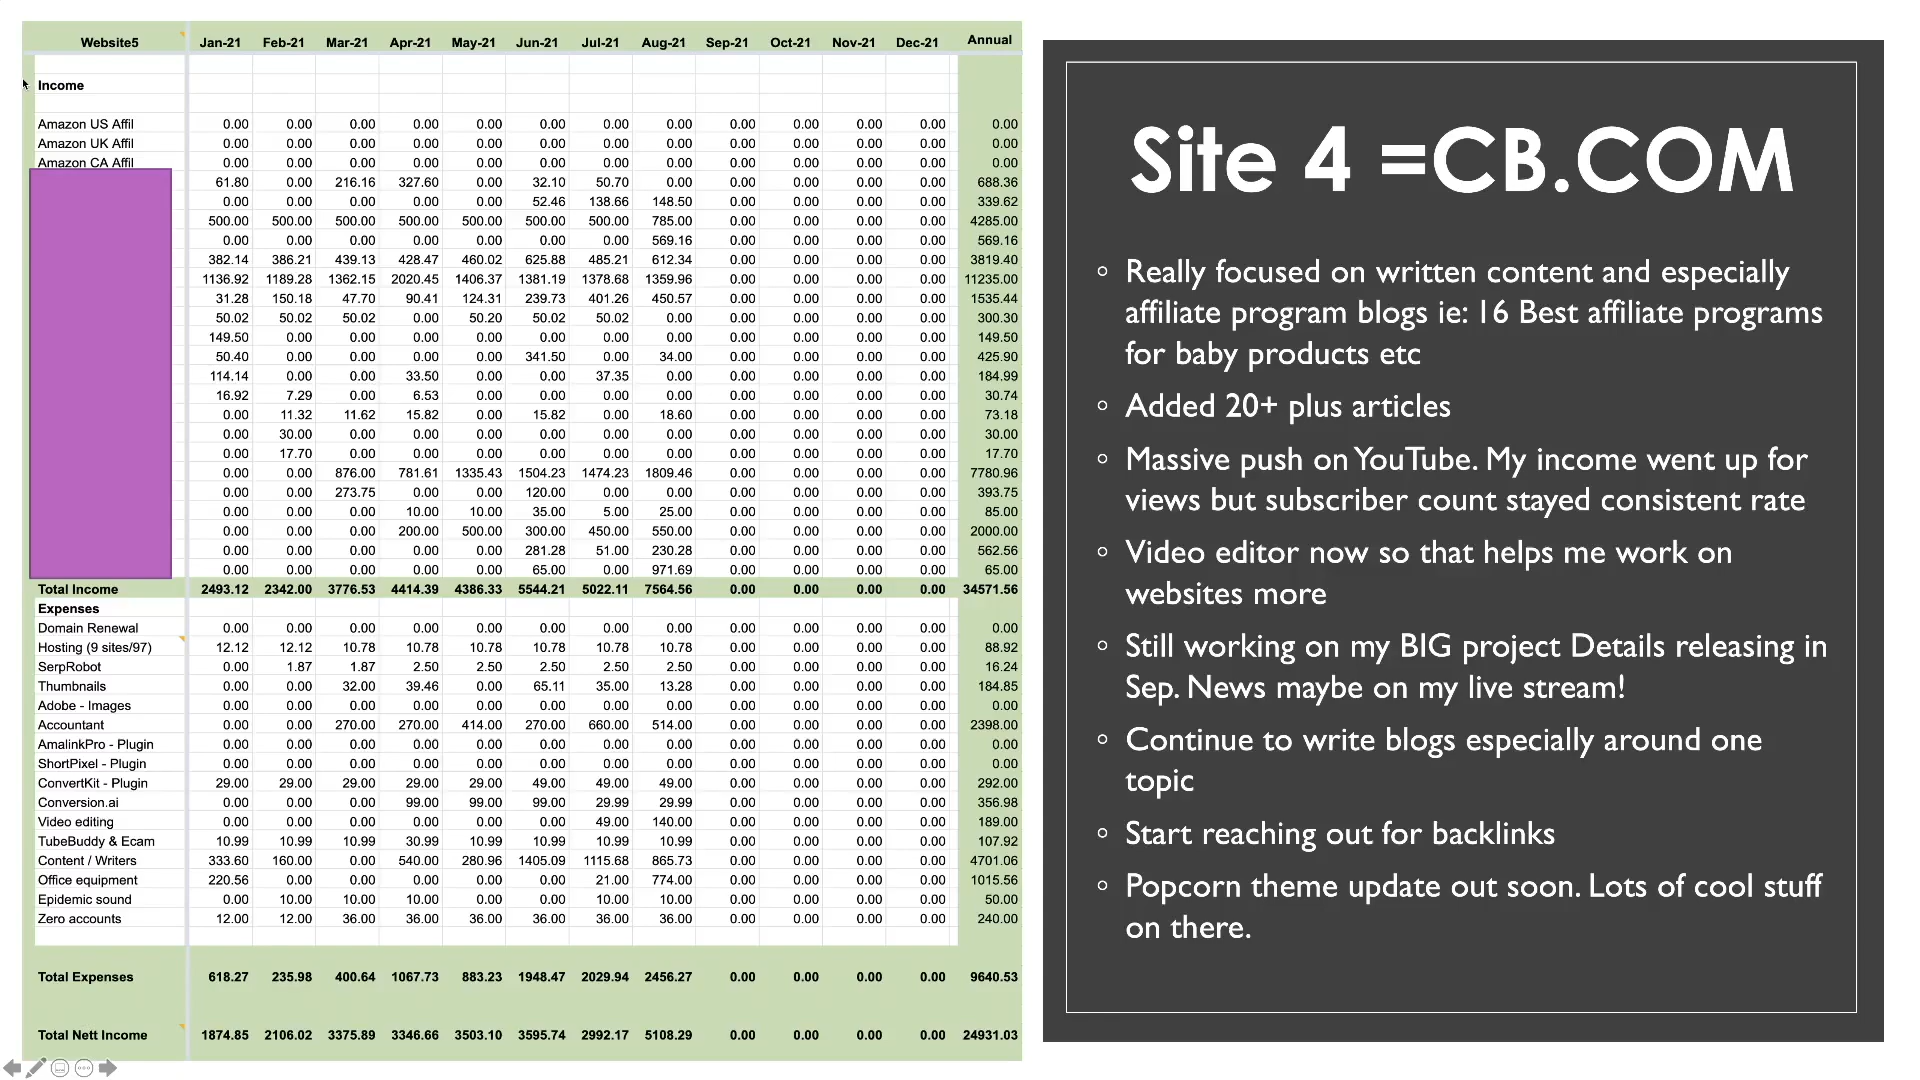 Website5 Jan-21 Feb-21 Mar-21 Apr-21 May-21 Jun-21 Jul-21 Aug-21 Sep-21 Oct-21 Nov-21 Dec-21 Annual
Income
Amazon US Affil 0.00 0.00 0.00 0.00 0.00 0.00 0.00 0.00 0.00 0.00 0.00 0.00 0.00
Amazon UK Affil 0.00 0.00 0.00 0.00 0.00 0.00 0.00 0.00 0.00 0.00 0.00 0.00 0.00
Amazon CA Affil 0.00 0.00 0.00 0.00 0.00 0.00 0.00 0.00 0.00 0.00 0.00 0.00 0.00
61.80 0.00 216.16 327.60 0.00 32.10 50.70 0.00 0.00 0.00 0.00 0.00 688.36
0.00 0.00 0.00 0.00 0.00 52.46 138.66 148.50 0.00 0.00 0.00 0.00 339.62
500.00 500.00 500.00 500.00 500.00 500.00 500.00 785.00 0.00 0.00 0.00 0.00 4285.00
0.00 0.00 0.00 0.00 0.00 0.00 0.00 569.16 0.00 0.00 0.00 0.00 569.16
382.14 386.21 439.13 428.47 460.02 625.88 485.21 612.34 0.00 0.00 0.00 0.00 3819.40
1136.92 1189.28 1362.15 2020.45 1406.37 1381.19 1378.68 1359.96 0.00 0.00 0.00 0.00 11235.00
31.28 150.18 47.70 90.41 124.31 239.73 401.26 450.57 0.00 0.00 0.00 0.00 1535.44
50.02 50.02 50.02 0.00 50.20 50.02 50.02 0.00 0.00 0.00 0.00 0.00 300.30
149.50 0.00 0.00 0.00 0.00 0.00 0.00 0.00 0.00 0.00 0.00 0.00 149.50
50.40 0.00 0.00 0.00 0.00 341.50 0.00 34.00 0.00 0.00 0.00 0.00 425.90
114.14 0.00 0.00 33.50 0.00 0.00 37.35 0.00 0.00 0.00 0.00 0.00 184.99
16.92 7.29 0.00 6.53 0.00 0.00 0.00 0.00 0.00 0.00 0.00 0.00 30.74
0.00 11.32 11.62 15.82 0.00 15.82 0.00 18.60 0.00 0.00 0.00 0.00 73.18
0.00 30.00 0.00 0.00 0.00 0.00 0.00 0.00 0.00 0.00 0.00 0.00 30.00
0.00 17.70 0.00 0.00 0.00 0.00 0.00 0.00 0.00 0.00 0.00 0.00 17.70
0.00 0.00 876.00 781.61 1335.43 1504.23 1474.23 1809.46 0.00 0.00 0.00 0.00 7780.96
0.00 0.00 273.75 0.00 0.00 120.00 0.00 0.00 0.00 0.00 0.00 0.00 393.75
0.00 0.00 0.00 10.00 10.00 35.00 5.00 25.00 0.00 0.00 0.00 0.00 85.00
0.00 0.00 0.00 200.00 500.00 300.00 450.00 550.00 0.00 0.00 0.00 0.00 2000.00
0.00 0.00 0.00 0.00 0.00 281.28 51.00 230.28 0.00 0.00 0.00 0.00 562.56
0.00 0.00 0.00 0.00 0.00 65.00 0.00 971.69 0.00 0.00 0.00 0.00 65.00
Total Income 2493.12 2342.00 3776.53 4414.39 4386.33 5544.21 5022.11 7564.56 0.00 0.00 0.00 0.00 34571.56
Expenses
Domain Renewal 0.00 0.00 0.00 0.00 0.00 0.00 0.00 0.00 0.00 0.00 0.00 0.00 0.00
Hosting (9 sites/97) 12.12 12.12 10.78 10.78 10.78 10.78 10.78 10.78 0.00 0.00 0.00 0.00 88.92
SerpRobot 0.00 1.87 1.87 2.50 2.50 2.50 2.50 2.50 0.00 0.00 0.00 0.00 16.24
Thumbnails 0.00 0.00 32.00 39.46 0.00 65.11 35.00 13.28 0.00 0.00 0.00 0.00 184.85
Adobe - Images 0.00 0.00 0.00 0.00 0.00 0.00 0.00 0.00 0.00 0.00 0.00 0.00 0.00
Accountant 0.00 0.00 270.00 270.00 414.00 270.00 660.00 514.00 0.00 0.00 0.00 0.00 2398.00
AmalinkPro - Plugin 0.00 0.00 0.00 0.00 0.00 0.00 0.00 0.00 0.00 0.00 0.00 0.00 0.00
ShortPixel - Plugin 0.00 0.00 0.00 0.00 0.00 0.00 0.00 0.00 0.00 0.00 0.00 0.00 0.00
ConvertKit - Plugin 29.00 29.00 29.00 29.00 29.00 49.00 49.00 49.00 0.00 0.00 0.00 0.00 292.00
Conversion.ai 0.00 0.00 0.00 99.00 99.00 99.00 29.99 29.99 0.00 0.00 0.00 0.00 356.98
Video editing 0.00 0.00 0.00 0.00 0.00 0.00 49.00 140.00 0.00 0.00 0.00 0.00 189.00
TubeBuddy & Ecam 10.99 10.99 10.99 30.99 10.99 10.99 10.99 10.99 0.00 0.00 0.00 0.00 107.92
Content / Writers 333.60 160.00 0.00 540.00 280.96 1405.09 1115.68 865.73 0.00 0.00 0.00 0.00 4701.06
Office equipment 220.56 0.00 0.00 0.00 0.00 0.00 21.00 774.00 0.00 0.00 0.00 0.00 1015.56
Epidemic sound 0.00 10.00 10.00 10.00 0.00 0.00 10.00 10.00 0.00 0.00 0.00 0.00 50.00
Zero accounts 12.00 12.00 36.00 36.00 36.00 36.00 36.00 36.00 0.00 0.00 0.00 0.00 240.00
Total Expenses 618.27 235.98 400.64 1067.73 883.23 1948.47 2029.94 2456.27 0.00 0.00 0.00 0.00 9640.53
Total Nett Income 1874.85 2106.02 3375.89 3346.66 3503.10 3595.74 2992.17 5108.29 0.00 0.00 0.00 0.00 24931.03
Site 4 =CB.COM
Really focused on written content and especially
affiliate program blogs ie: 16 Best affiliate programs
for baby products etc
Added 20+ plus articles
Massive push on YouTube. My income went up for
views but subscriber count stayed consistent rate
Video editor now so that helps me work on
websites more
Still working on my BIG project Details releasing in
Sep. News maybe on my live stream!
Continue to write blogs especially around one
topic
Start reaching out for backlinks
Popcorn theme update out soon. Lots of cool stuff
on there.